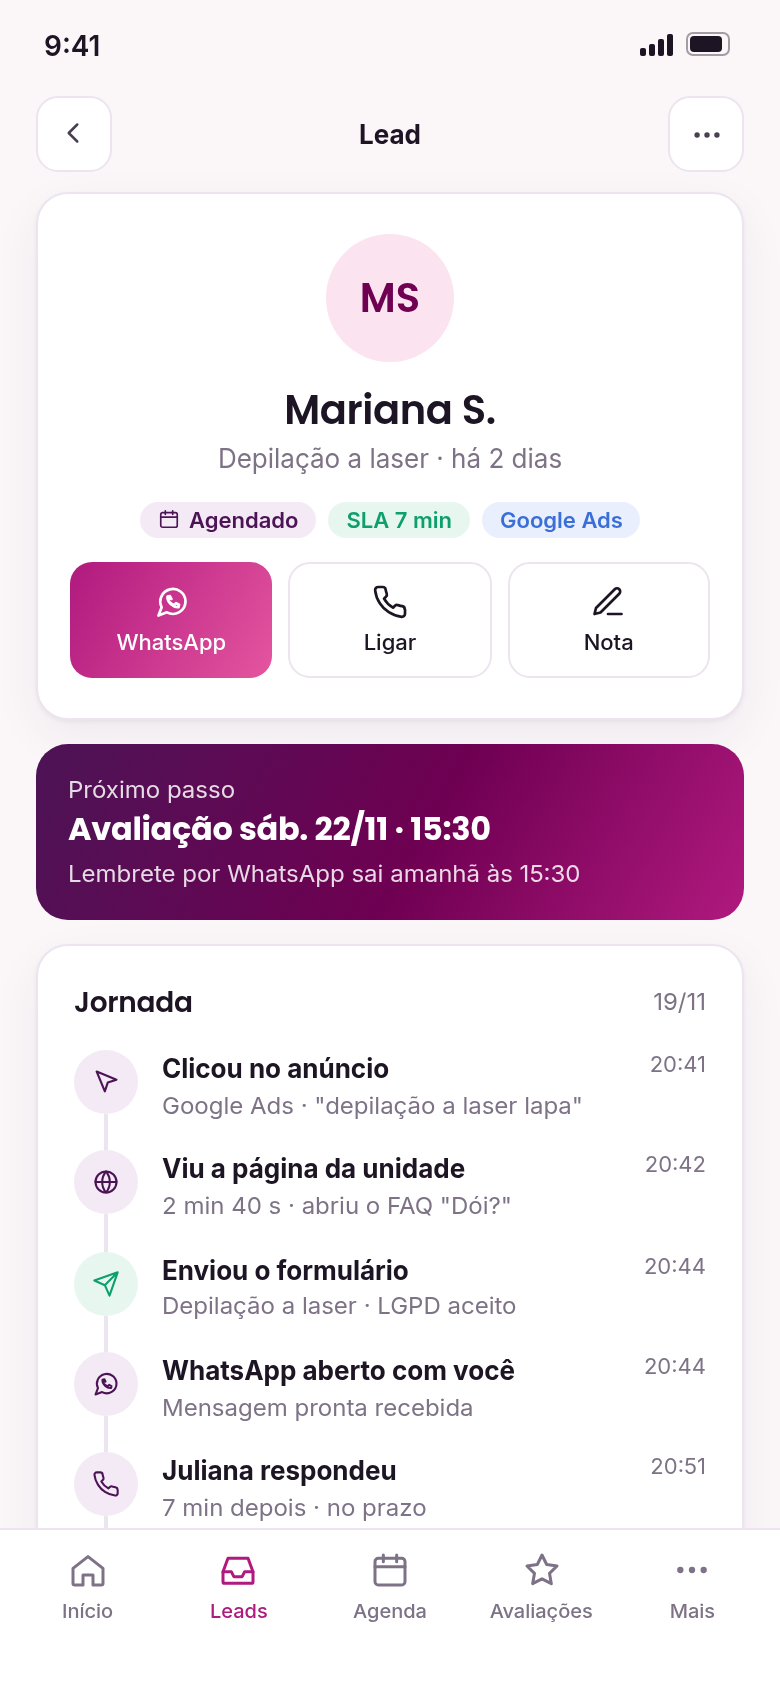 9:41
Lead
MS
Mariana S.
Depilação a laser · há 2 dias
Agendado SLA 7 min Google Ads
WhatsApp Ligar Nota
Próximo passo
Avaliação sáb. 22/11 · 15:30
Lembrete por WhatsApp sai amanhã às 15:30
Jornada 19/11
Clicou no anúncio 20:41
Google Ads · "depilação a laser lapa"
Viu a página da unidade 20:42
2 min 40 s · abriu o FAQ "Dói?"
Enviou o formulário 20:44
Depilação a laser · LGPD aceito
WhatsApp aberto com você 20:44
Mensagem pronta recebida
Juliana respondeu 20:51
7 min depois · no prazo
Início Leads Agenda Avaliações Mais